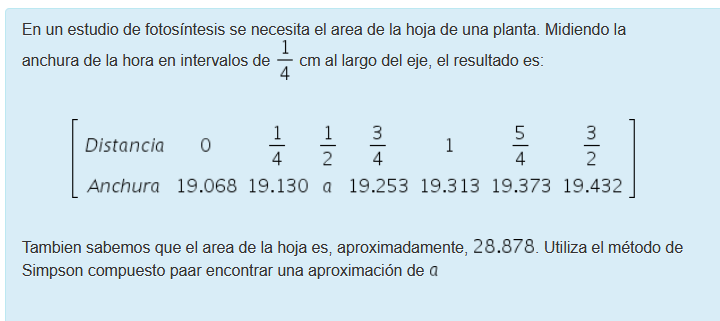 En un estudio de fotosíntesis se necesita el area de la hoja de una planta. Midiendo la
anchura de la hora en intervalos de 1/4 cm al largo del eje, el resultado es:
Distancia 0 1/4 1/2 3/4 1 5/4 3/2
Anchura 19.068 19.130 a 19.253 19.313 19.373 19.432
Tambien sabemos que el area de la hoja es, aproximadamente, 28.878. Utiliza el método de
Simpson compuesto paar encontrar una aproximación de a